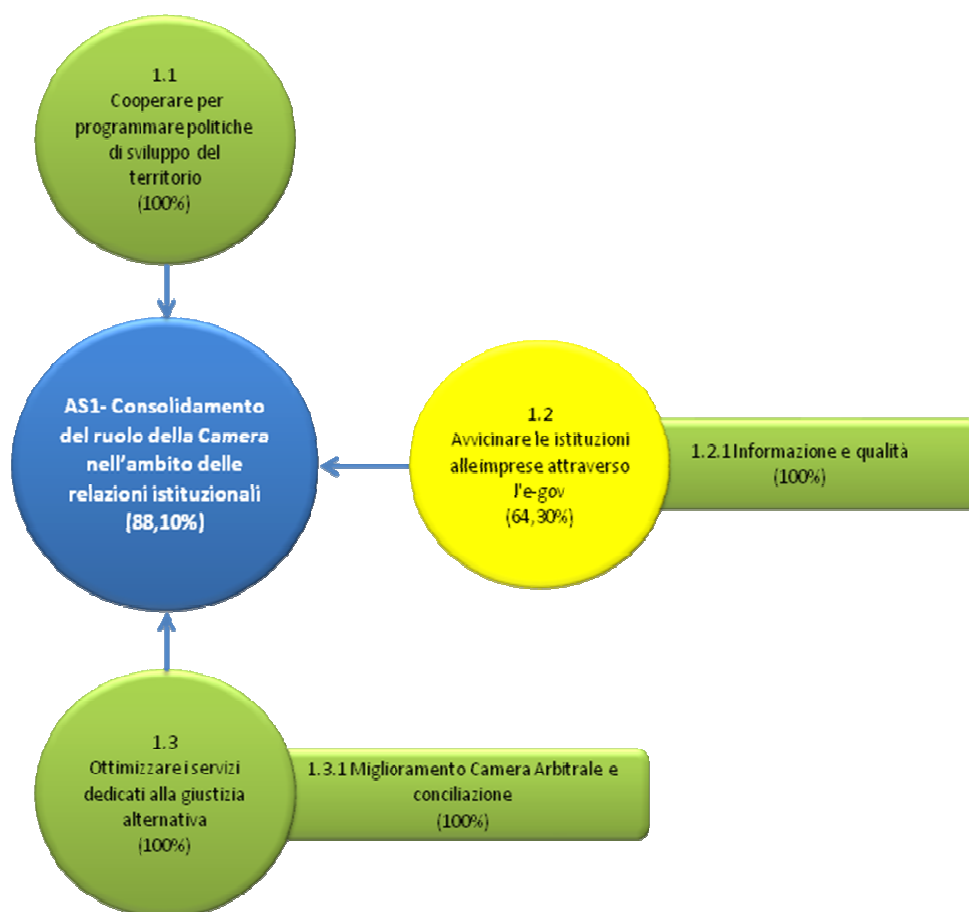 1.1
Cooperare per
programmare politiche
di sviluppo del
territorio
(100%)
AS1- Consolidamento
del ruolo della Camera
nell'ambito delle
relazioni istituzionali
(88,10%)
1.2
Avvicinare le istituzioni
alleimprese attraverso
l'e-gov
(64,30%)
1.2.1 Informazione e qualità
(100%)
1.3
Ottimizzare i servizi
dedicati alla giustizia
alternativa
(100%)
1.3.1 Miglioramento Camera Arbitrale e
conciliazione
(100%)